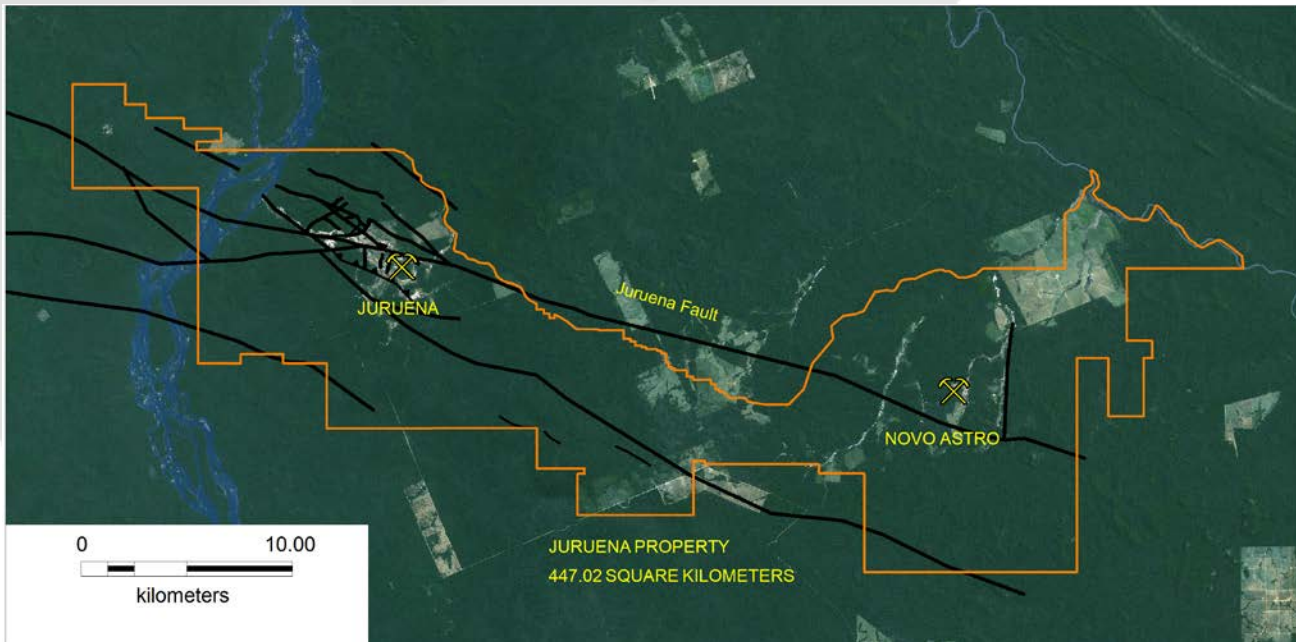 Juruena Fault
JURUENA
NOVO ASTRO
JURUENA PROPERTY
447.02 SQUARE KILOMETERS
0 10.00
kilometers